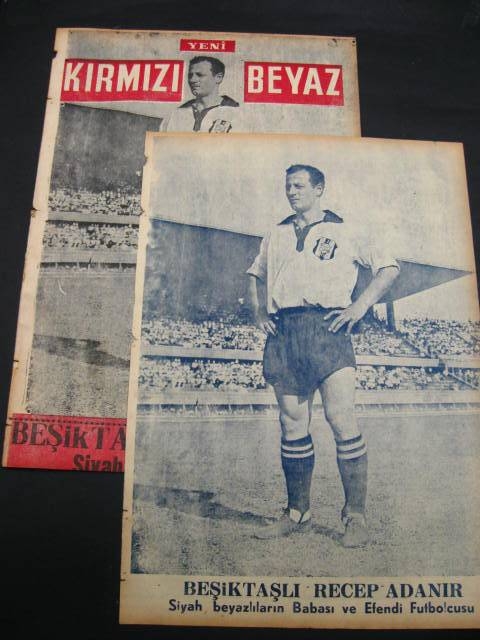 YENİ
KIRMIZI BEYAZ
BEŞİKTA
Siyah
BEŞİKTAŞLI RECEP ADANIR
Siyah beyazlıların Babası ve Efendi Futbolcusu